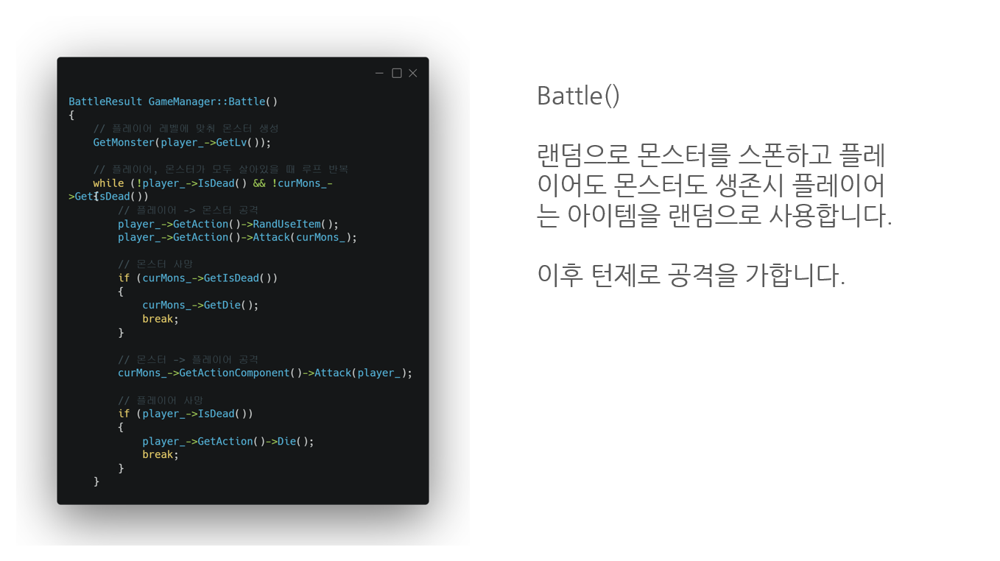 BattleResult GameManager::Battle()
{
// 플레이어 레벨에 맞춰 몬스터 생성
GetMonster(player_->GetLv());
// 플레이어, 몬스터가 모두 살아있을 때 루프 반복
while (!player_->IsDead() && !curMons_-
>GetIsDead())
{
// 플레이어 -> 몬스터 공격
player_->GetAction()->RandUseItem();
player_->GetAction()->Attack(curMons_);
// 몬스터 사망
if (curMons_->GetIsDead())
{
curMons_->GetDie();
break;
}
// 몬스터 -> 플레이어 공격
curMons_->GetActionComponent()->Attack(player_);
// 플레이어 사망
if (player_->IsDead())
{
player_->GetAction()->Die();
break;
}
}
Battle()
랜덤으로 몬스터를 스폰하고 플레
이어도 몬스터도 생존시 플레이어
는 아이템을 랜덤으로 사용합니다.
이후 턴제로 공격을 가합니다.